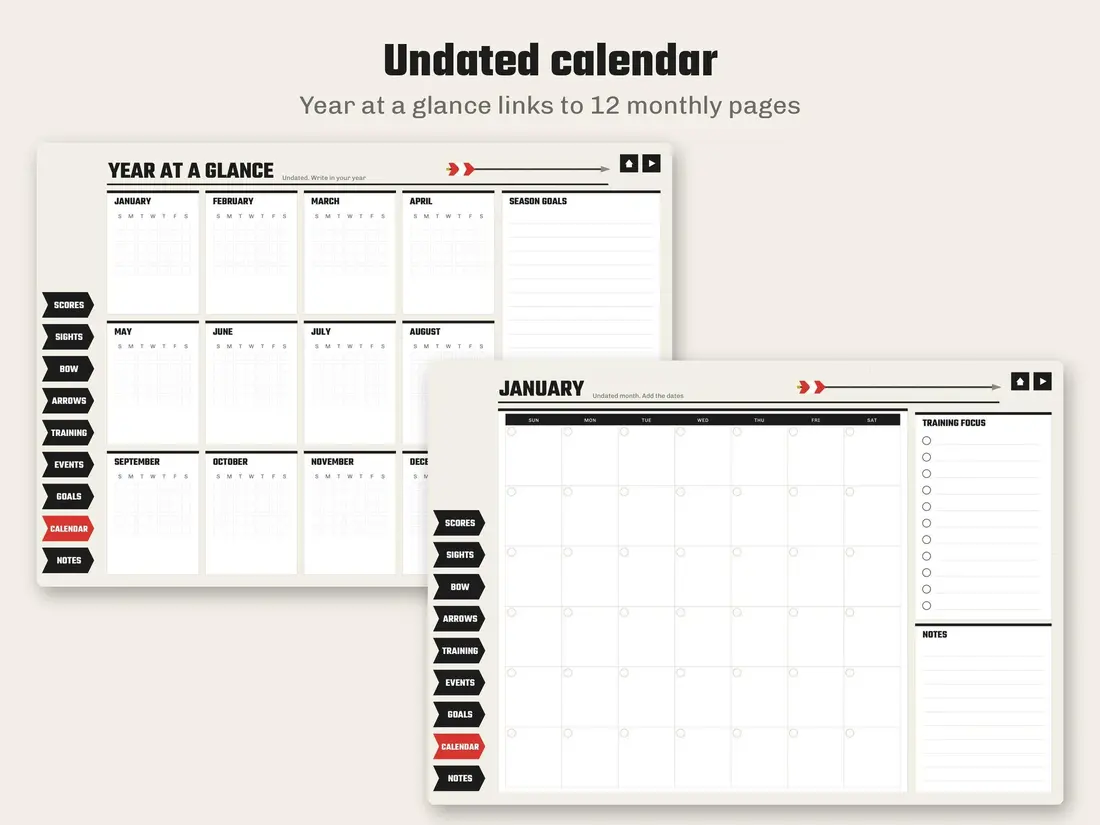 Undated calendar
Year at a glance links to 12 monthly pages
YEAR AT A GLANCE
Undated. Write in your year
JANUARY
S M T W T F S
FEBRUARY
S M T W T F S
MARCH
S M T W T F S
APRIL
S M T W T F S
SEASON GOALS
MAY
S M T W T F S
JUNE
S M T W T F S
JULY
S M T W T F S
AUGUST
S M T W T F S
SEPTEMBER
S M T W T F S
OCTOBER
S M T W T F S
NOVEMBER
S M T W T F S
DECE
S M
SCORES
SIGHTS
BOW
ARROWS
TRAINING
EVENTS
GOALS
CALENDAR
NOTES
JANUARY
Undated month. Add the dates
SUN MON TUE WED THU FRI SAT
TRAINING FOCUS
NOTES
SCORES
SIGHTS
BOW
ARROWS
TRAINING
EVENTS
GOALS
CALENDAR
NOTES